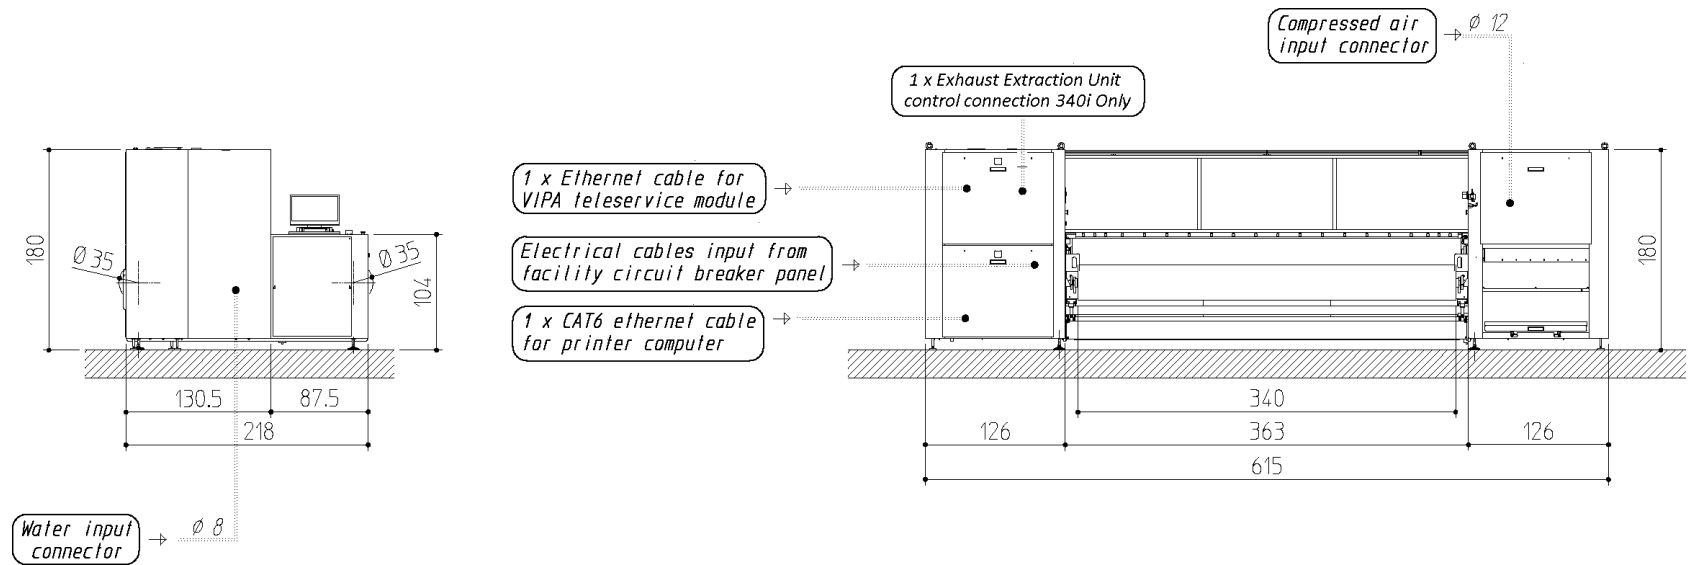 Compressed air
input connector
Ø 12
1 x Exhaust Extraction Unit
control connection 340i Only
1 x Ethernet cable for
VIPA teleservice module
Electrical cables input from
facility circuit breaker panel
1 x CAT6 ethernet cable
for printer computer
180
Ø 35
Ø 35
104
130.5
87.5
218
180
340
126
363
126
615
Water input
connector
Ø 8